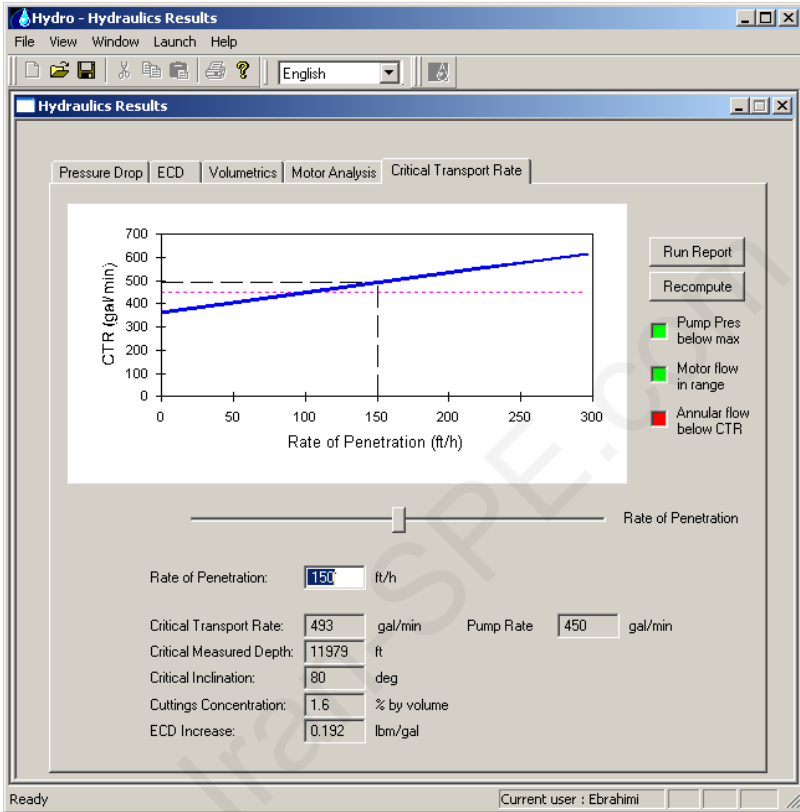 Hydro - Hydraulics Results
File View Window Launch Help
English
Hydraulics Results
Pressure Drop ECD Volumetrics Motor Analysis Critical Transport Rate
700
600
500
400
300
200
100
0
CTR (gal/min)
0 50 100 150 200 250 300
Rate of Penetration (ft/h)
Run Report
Recompute
Pump Pres
below max
Motor flow
in range
Annular flow
below CTR
Rate of Penetration
Rate of Penetration: 150 ft/h
Critical Transport Rate: 493 gal/min Pump Rate 450 gal/min
Critical Measured Depth: 11979 ft
Critical Inclination: 80 deg
Cuttings Concentration: 1.6 % by volume
ECD Increase: 0.192 lbm/gal
Ready Current user : Ebrahimi
Iran-SPE.com